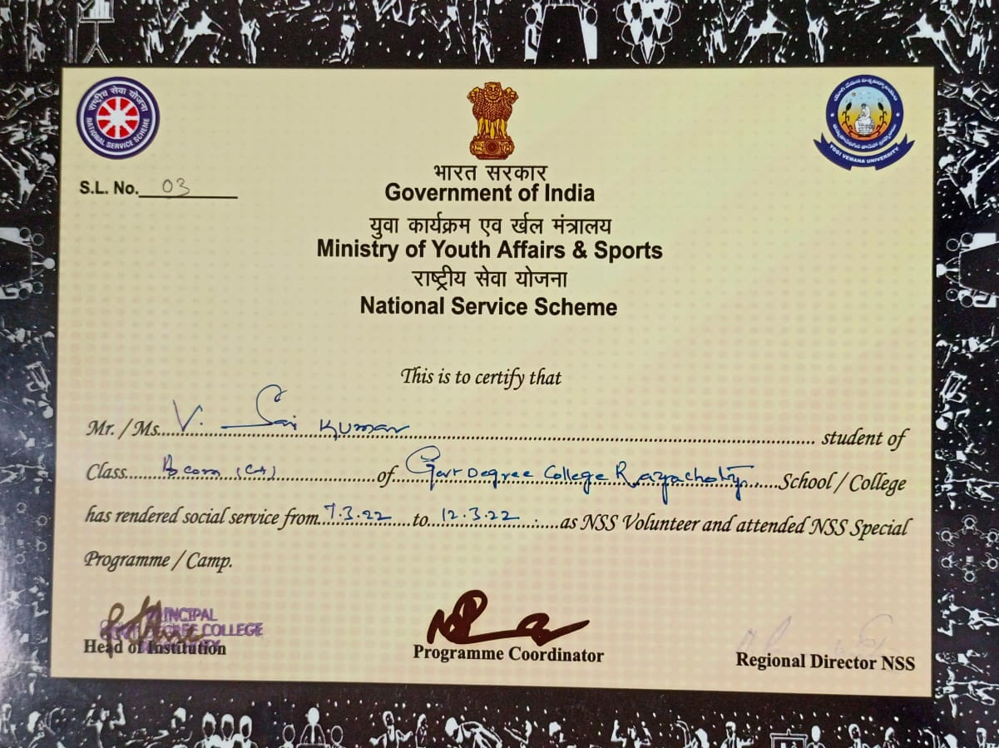 राष्ट्रीय सेवा योजना
NATIONAL SERVICE SCHEME
YOGI VEMANA UNIVERSITY
S.L. No. 03
भारत सरकार
Government of India
युवा कार्यक्रम एव र्खल मंत्रालय
Ministry of Youth Affairs & Sports
राष्ट्रीय सेवा योजना
National Service Scheme
This is to certify that
Mr. / Ms. V. Sai Kumar student of
Class Bcom (CA) of Govt Degree College Rayachoty School / College
has rendered social service from 7.3.22 to 12.3.22 as NSS Volunteer and attended NSS Special
Programme / Camp.
PRINCIPAL
DEGREE COLLEGE
Head of Institution
Programme Coordinator
Regional Director NSS